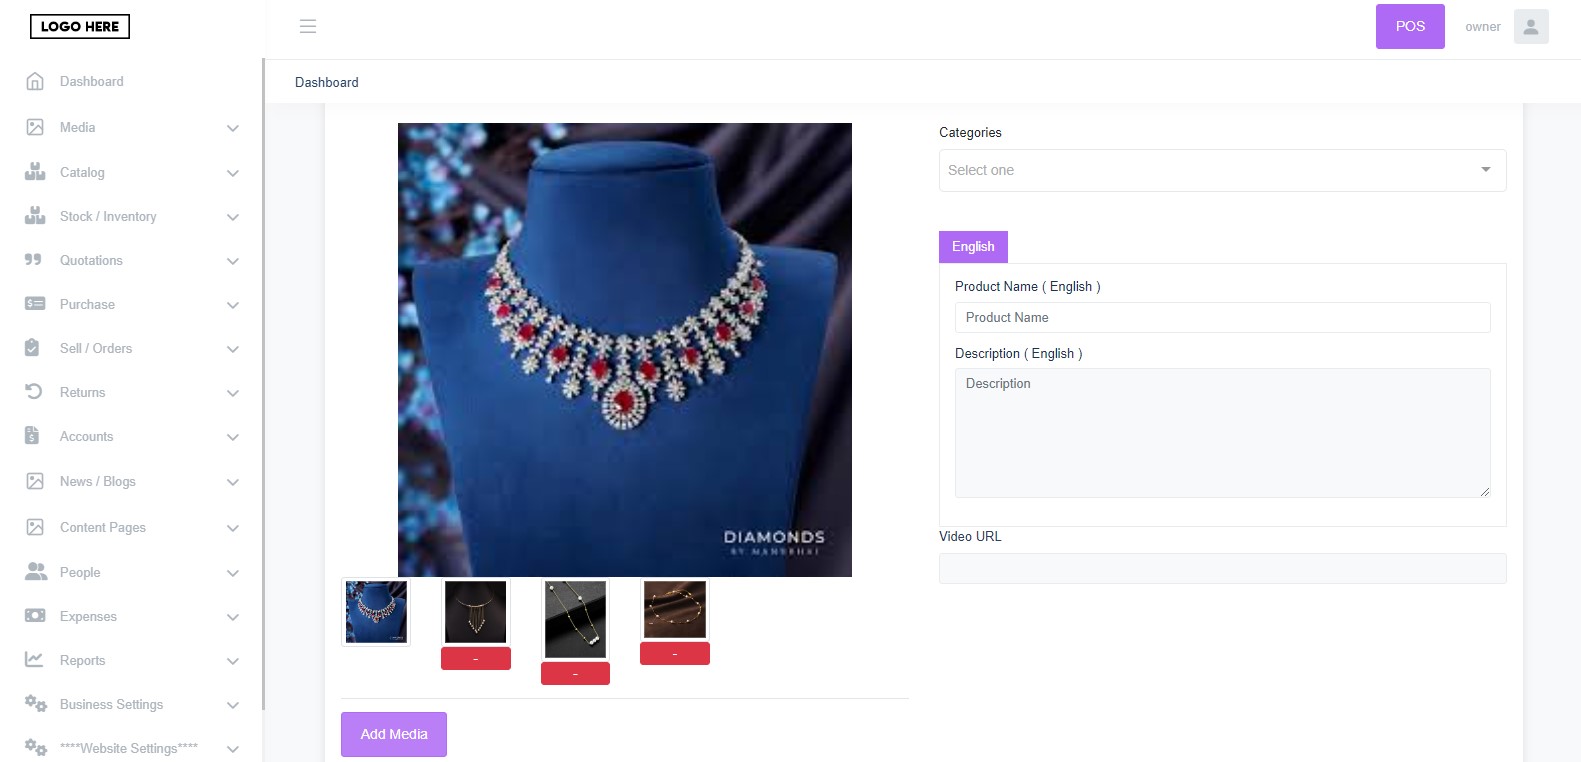 LOGO HERE
POS
owner
Dashboard
Dashboard
Media
Catalog
Stock / Inventory
Quotations
Purchase
Sell / Orders
Returns
Accounts
News / Blogs
Content Pages
People
Expenses
Reports
Business Settings
****Website Settings****
DIAMONDS
BY MANUBHAI
-
-
-
Add Media
Categories
Select one
English
Product Name ( English )
Product Name
Description ( English )
Description
Video URL